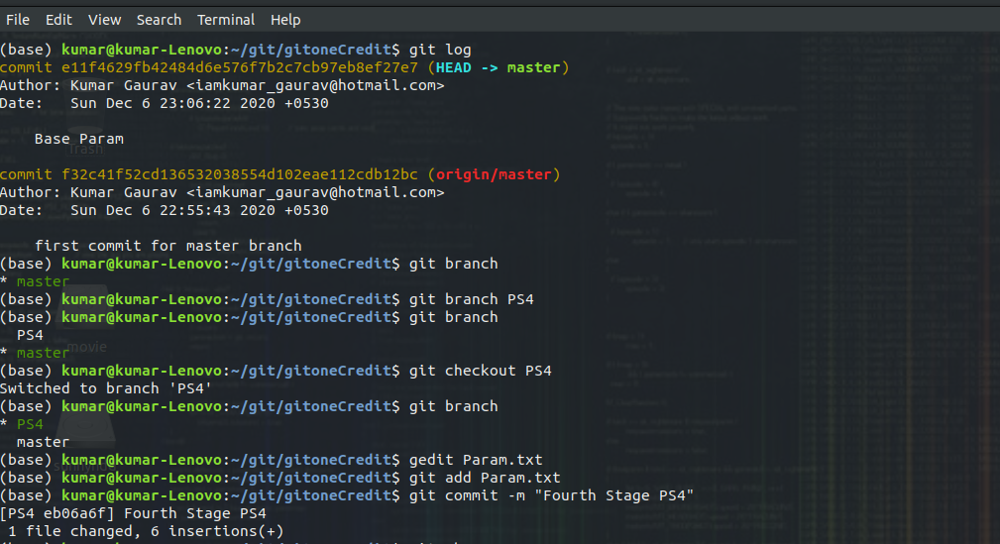 File Edit View Search Terminal Help
(base) kumar@kumar-Lenovo:~/git/gitoneCredit$ git log
commit e11f4629fb42484d6e576f7b2c7cb97eb8ef27e7 (HEAD -> master)
Author: Kumar Gaurav <iamkumar_gaurav@hotmail.com>
Date:   Sun Dec 6 23:06:22 2020 +0530
Base Param
Trash
commit f32c41f52cd136532038554d102eae112cdb12bc (origin/master)
Author: Kumar Gaurav <iamkumar_gaurav@hotmail.com>
Date:   Sun Dec 6 22:55:43 2020 +0530
first commit for master branch
(base) kumar@kumar-Lenovo:~/git/gitoneCredit$ git branch
* master
(base) kumar@kumar-Lenovo:~/git/gitoneCredit$ git branch PS4
(base) kumar@kumar-Lenovo:~/git/gitoneCredit$ git branch
PS4
movie
* master
(base) kumar@kumar-Lenovo:~/git/gitoneCredit$ git checkout PS4
Switched to branch 'PS4'
(base) kumar@kumar-Lenovo:~/git/gitoneCredit$ git branch
* PS4
master
(base) kumar@kumar-Lenovo:~/git/gitoneCredit$ gedit Param.txt
(base) kumar@kumar-Lenovo:~/git/gitoneCredit$ git add Param.txt
(base) kumar@kumar-Lenovo:~/git/gitoneCredit$ git commit -m "Fourth Stage PS4"
[PS4 eb06a6f] Fourth Stage PS4
1 file changed, 6 insertions(+)